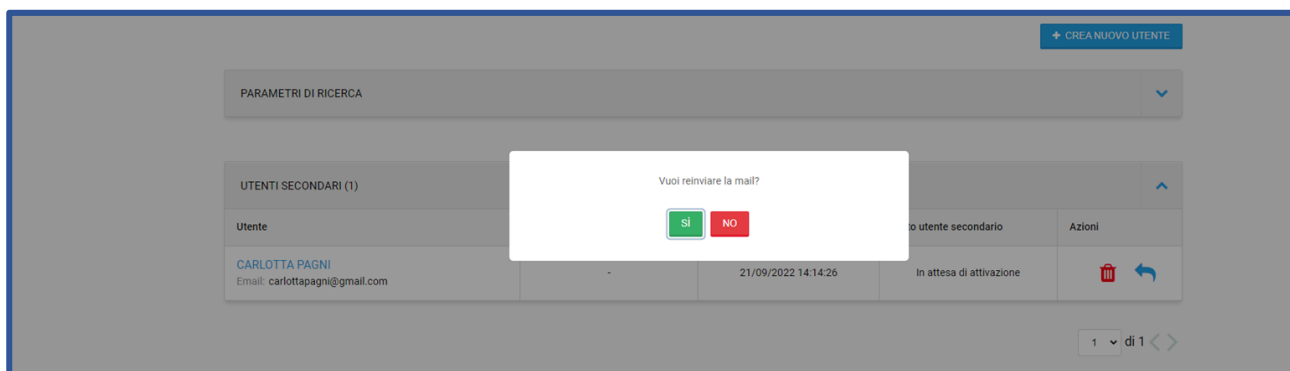 + CREA NUOVO UTENTE
PARAMETRI DI RICERCA
Vuoi reinviare la mail?
SÌ NO
UTENTI SECONDARI (1)
Utente
to utente secondario
Azioni
CARLOTTA PAGNI
Email: carlottapagni@gmail.com
-
21/09/2022 14:14:26
In attesa di attivazione
1 di 1